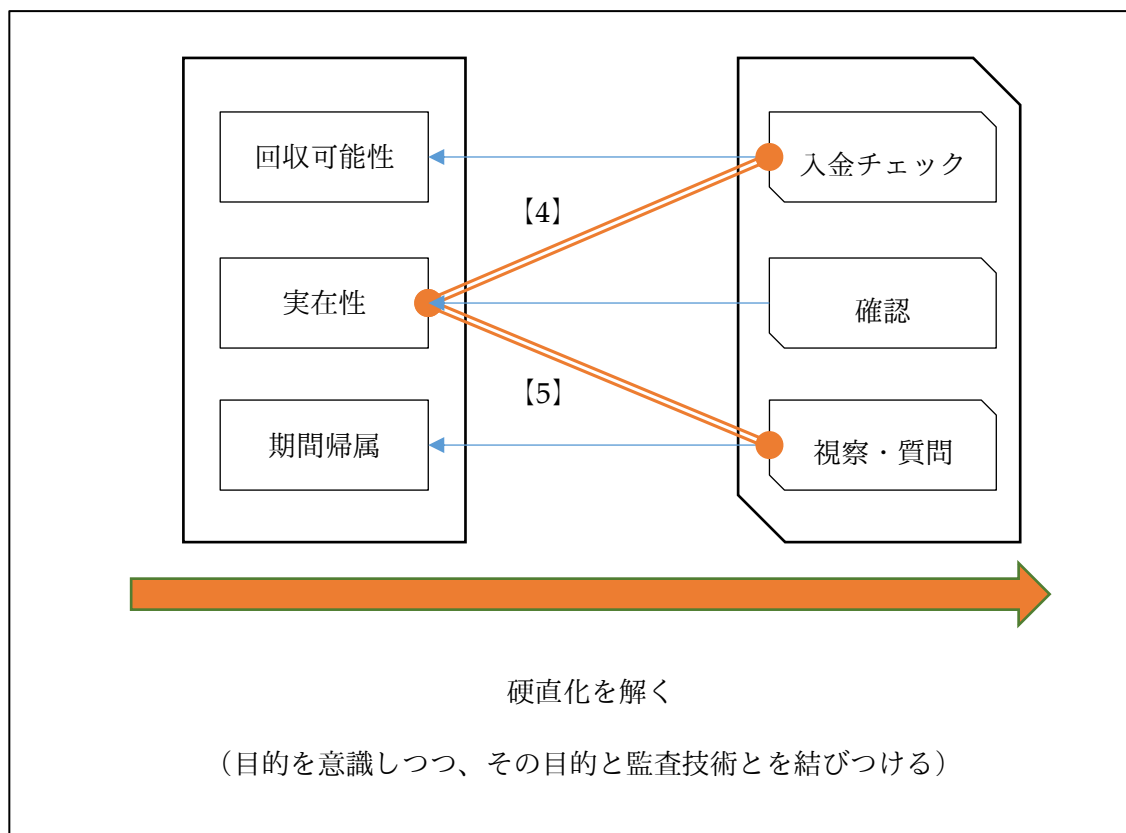 回収可能性
入金チェック
【4】
実在性
確認
【5】
期間帰属
視察・質問
硬直化を解く
（目的を意識しつつ、その目的と監査技術とを結びつける）